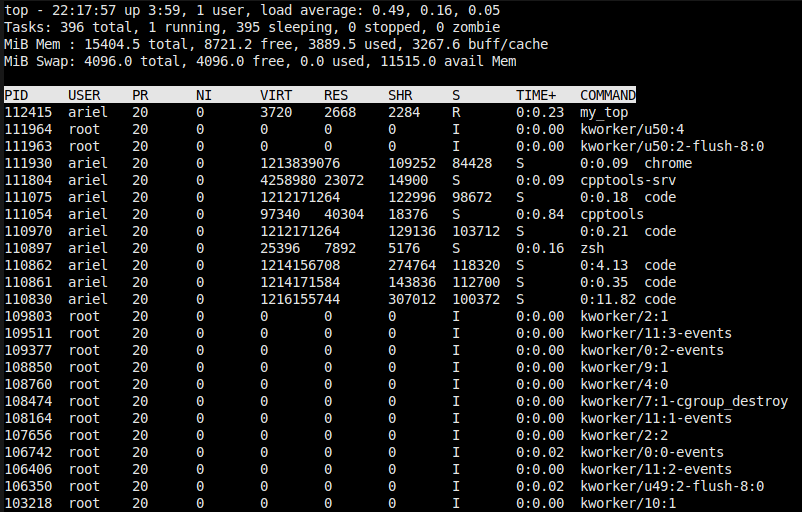 top - 22:17:57 up 3:59, 1 user, load average: 0.49, 0.16, 0.05
Tasks: 396 total, 1 running, 395 sleeping, 0 stopped, 0 zombie
MiB Mem : 15404.5 total, 8721.2 free, 3889.5 used, 3267.6 buff/cache
MiB Swap: 4096.0 total, 4096.0 free, 0.0 used, 11515.0 avail Mem
PID USER PR NI VIRT RES SHR S TIME+ COMMAND
112415 ariel 20 0 3720 2668 2284 R 0:0.23 my_top
111964 root 20 0 0 0 0 I 0:0.00 kworker/u50:4
111963 root 20 0 0 0 0 I 0:0.00 kworker/u50:2-flush-8:0
111930 ariel 20 0 1213839076 109252 84428 S 0:0.09 chrome
111804 ariel 20 0 4258980 23072 14900 S 0:0.09 cpptools-srv
111075 ariel 20 0 1212171264 122996 98672 S 0:0.18 code
111054 ariel 20 0 97340 40304 18376 S 0:0.84 cpptools
110970 ariel 20 0 1212171264 129136 103712 S 0:0.21 code
110897 ariel 20 0 25396 7892 5176 S 0:0.16 zsh
110862 ariel 20 0 1214156708 274764 118320 S 0:4.13 code
110861 ariel 20 0 1214171584 143836 112700 S 0:0.35 code
110830 ariel 20 0 1216155744 307012 100372 S 0:11.82 code
109803 root 20 0 0 0 0 I 0:0.00 kworker/2:1
109511 root 20 0 0 0 0 I 0:0.00 kworker/11:3-events
109377 root 20 0 0 0 0 I 0:0.00 kworker/0:2-events
108850 root 20 0 0 0 0 I 0:0.00 kworker/9:1
108760 root 20 0 0 0 0 I 0:0.00 kworker/4:0
108474 root 20 0 0 0 0 I 0:0.00 kworker/7:1-cgroup_destroy
108164 root 20 0 0 0 0 I 0:0.00 kworker/11:1-events
107656 root 20 0 0 0 0 I 0:0.00 kworker/2:2
106742 root 20 0 0 0 0 I 0:0.02 kworker/0:0-events
106406 root 20 0 0 0 0 I 0:0.00 kworker/11:2-events
106350 root 20 0 0 0 0 I 0:0.02 kworker/u49:2-flush-8:0
103218 root 20 0 0 0 0 I 0:0.00 kworker/10:1